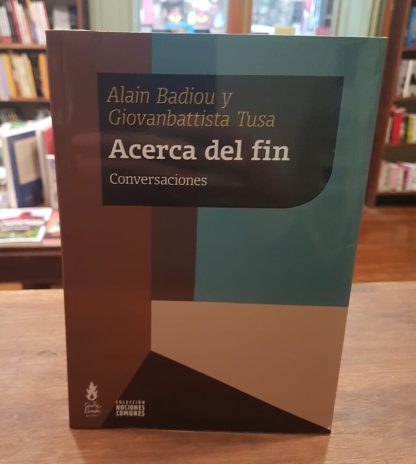 Alain Badiou y
Giovanbattista Tusa
Acerca del fin
Conversaciones
COLECCIÓN
NOCIONES
COMUNES